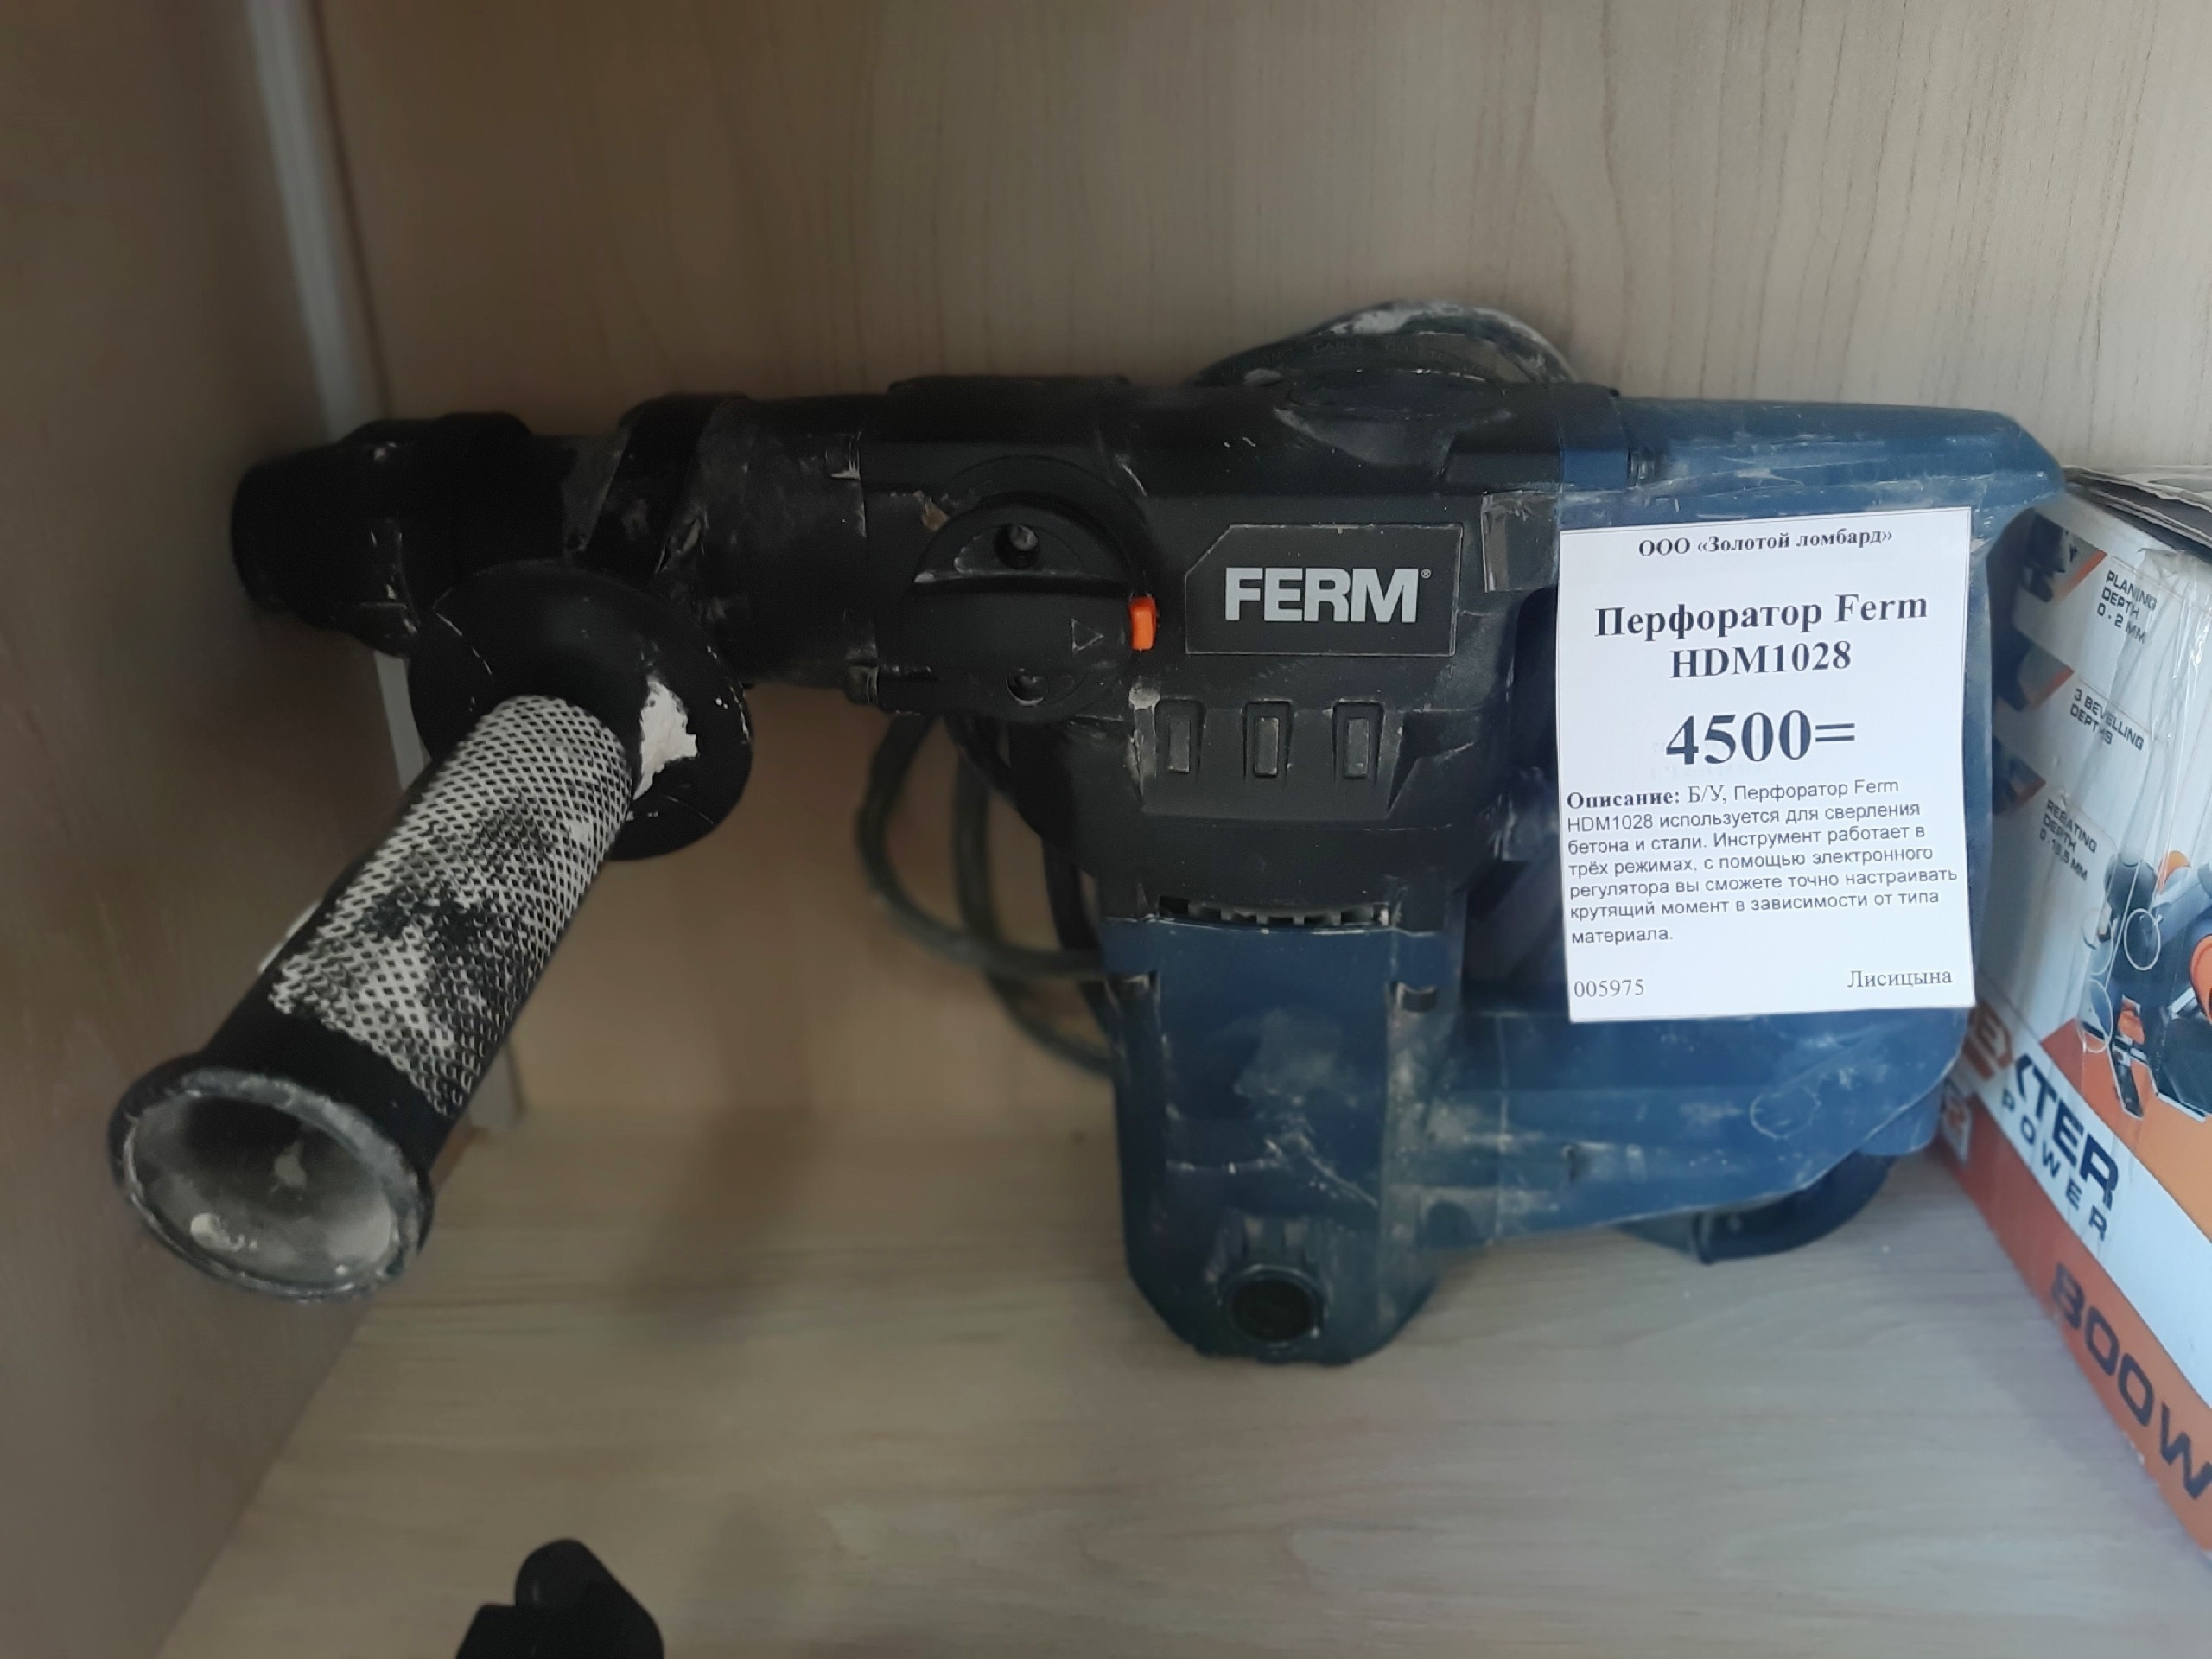 FERM®
ООО «Золотой ломбард»
Перфоратор Ferm
HDM1028
4500=
Описание: Б/У, Перфоратор Ferm
HDM1028 используется для сверления
бетона и стали. Инструмент работает в
трёх режимах, с помощью электронного
регулятора вы сможете точно настраивать
крутящий момент в зависимости от типа
материала.
005975 Лисицына
PLANING
DEPTH
0-2 MM
3 BEVELLING
DEPTHS
REBATING
DEPTH
XTER
POWER
800W